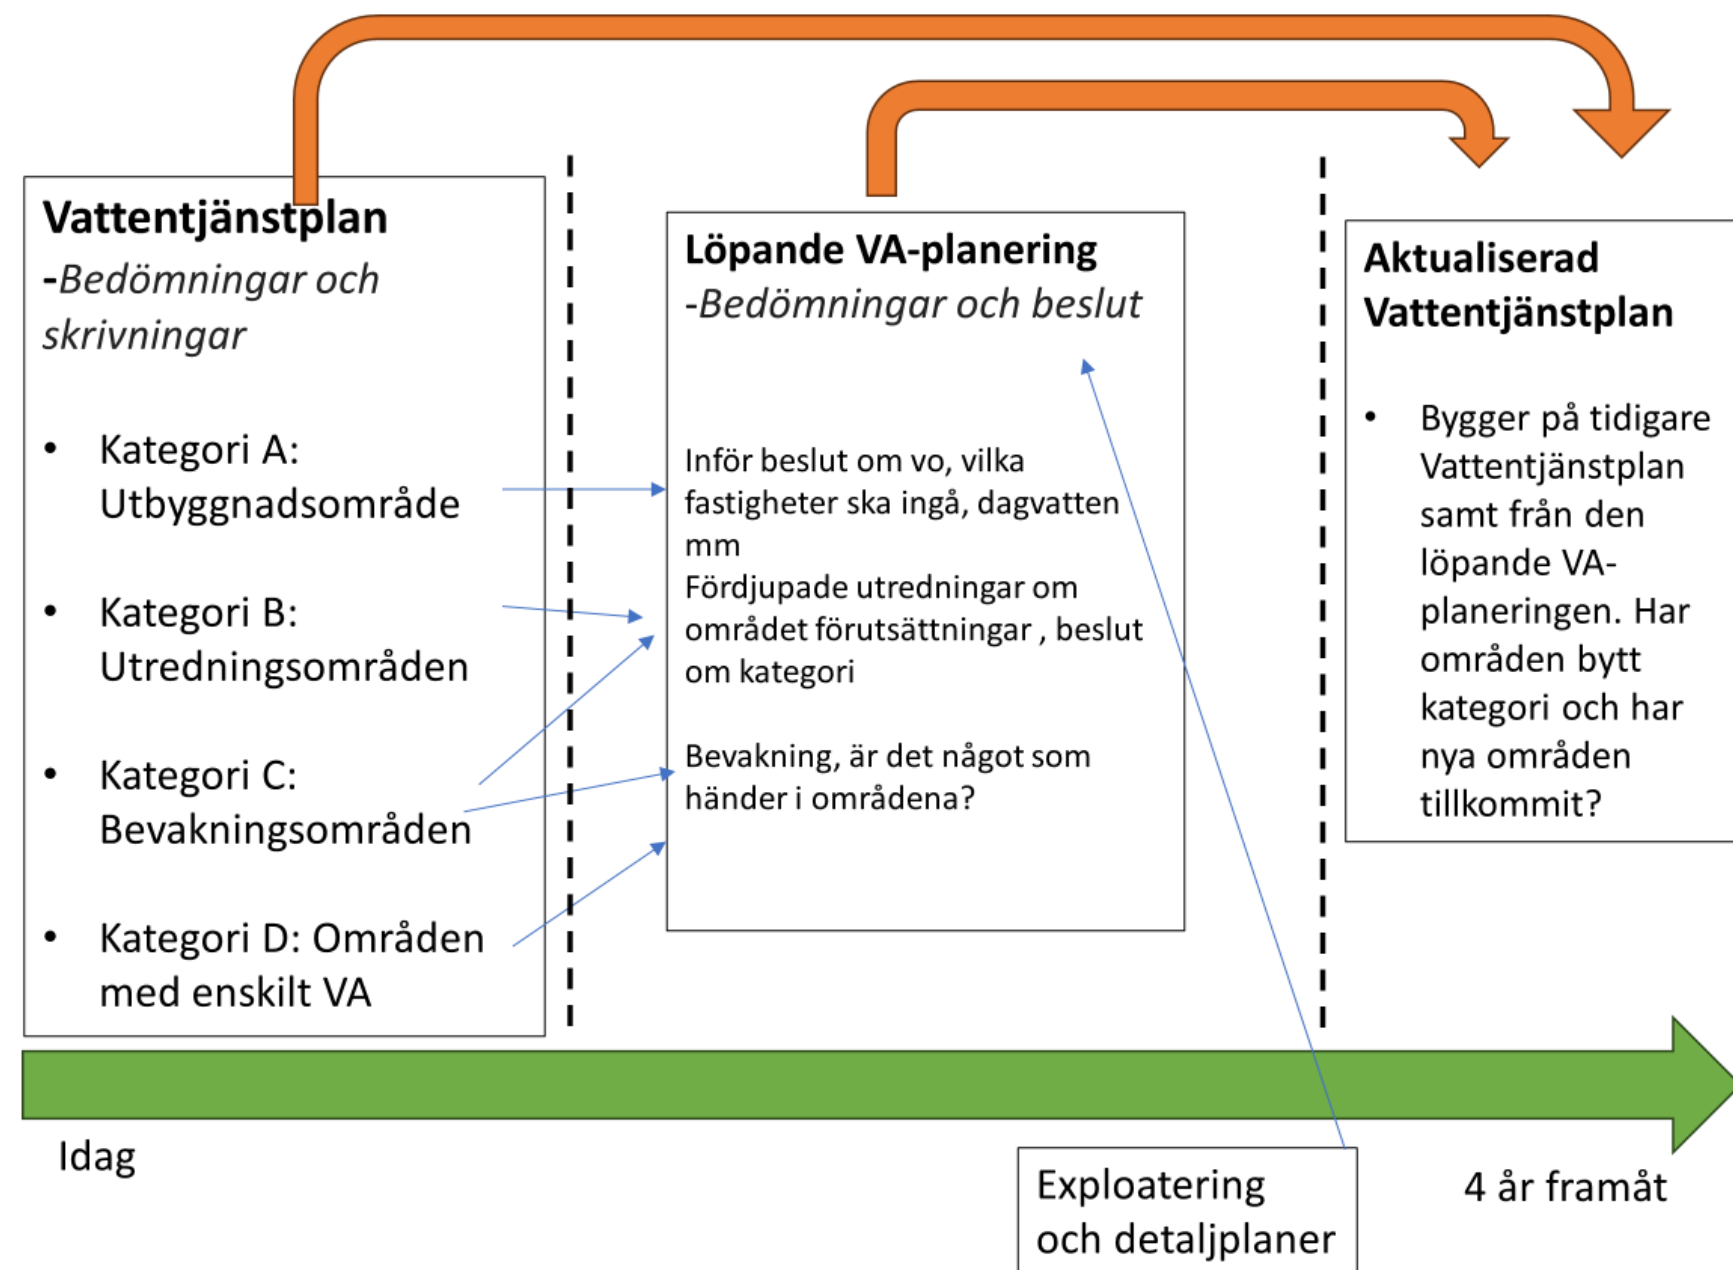 Vattentjänstplan
-Bedömningar och
skrivningar
• Kategori A:
Utbyggnadsområde
• Kategori B:
Utredningsområden
• Kategori C:
Bevakningsområden
• Kategori D: Områden
med enskilt VA
Löpande VA-planering
-Bedömningar och beslut
Inför beslut om vo, vilka
fastigheter ska ingå, dagvatten
mm
Fördjupade utredningar om
området förutsättningar , beslut
om kategori
Bevakning, är det något som
händer i områdena?
Aktualiserad
Vattentjänstplan
• Bygger på tidigare
Vattentjänstplan
samt från den
löpande VA-
planeringen. Har
områden bytt
kategori och har
nya områden
tillkommit?
Idag
Exploatering
och detaljplaner
4 år framåt